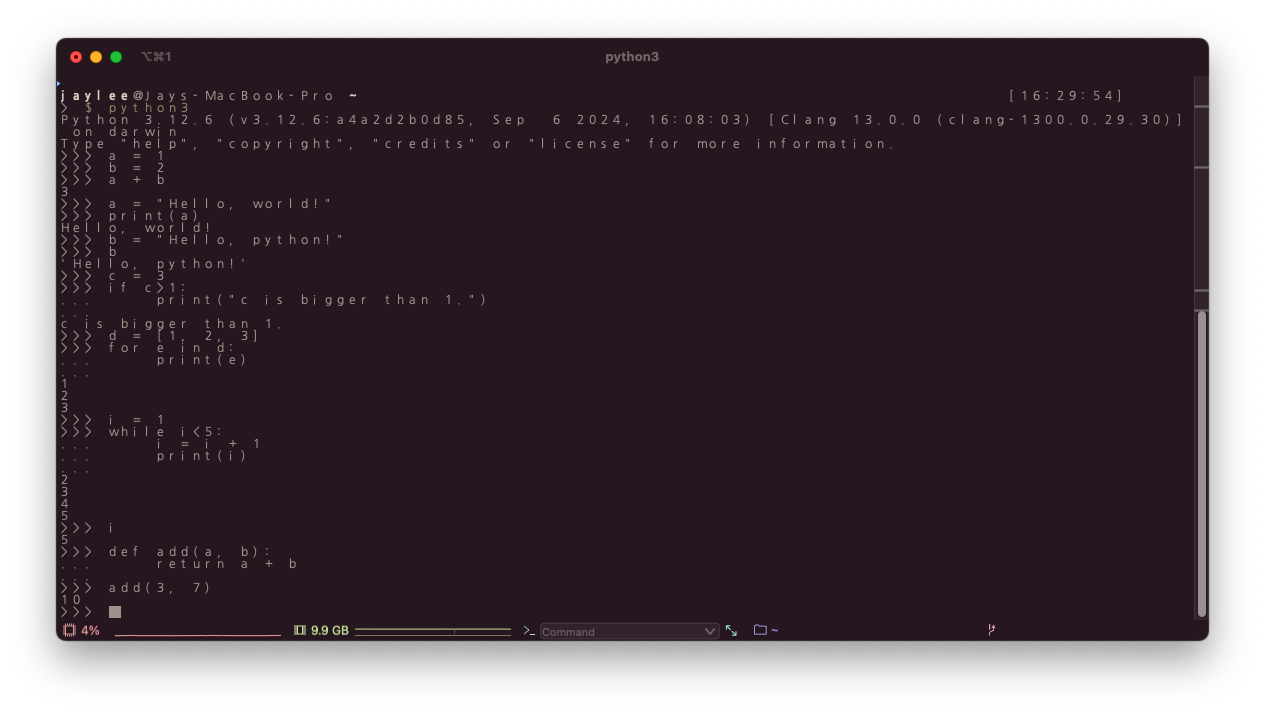 ⌥⌘1
python3
jaylee@Jays-MacBook-Pro ~ [16:29:54]
> $ python3
Python 3.12.6 (v3.12.6:a4a2d2b0d85, Sep  6 2024, 16:08:03) [Clang 13.0.0 (clang-1300.0.29.30)]
 on darwin
Type "help", "copyright", "credits" or "license" for more information.
>>> a = 1
>>> b = 2
>>> a + b
3
>>> a = "Hello, world!"
>>> print(a)
Hello, world!
>>> b = "Hello, python!"
>>> b
'Hello, python!'
>>> c = 3
>>> if c>1:
...     print("c is bigger than 1.")
...
c is bigger than 1.
>>> d = [1, 2, 3]
>>> for e in d:
...     print(e)
...
1
2
3
>>> i = 1
>>> while i<5:
...     i = i + 1
...     print(i)
...
2
3
4
5
>>> i
5
>>> def add(a, b):
...     return a + b
...
>>> add(3, 7)
10
>>>
4% 9.9 GB >_ Command ~